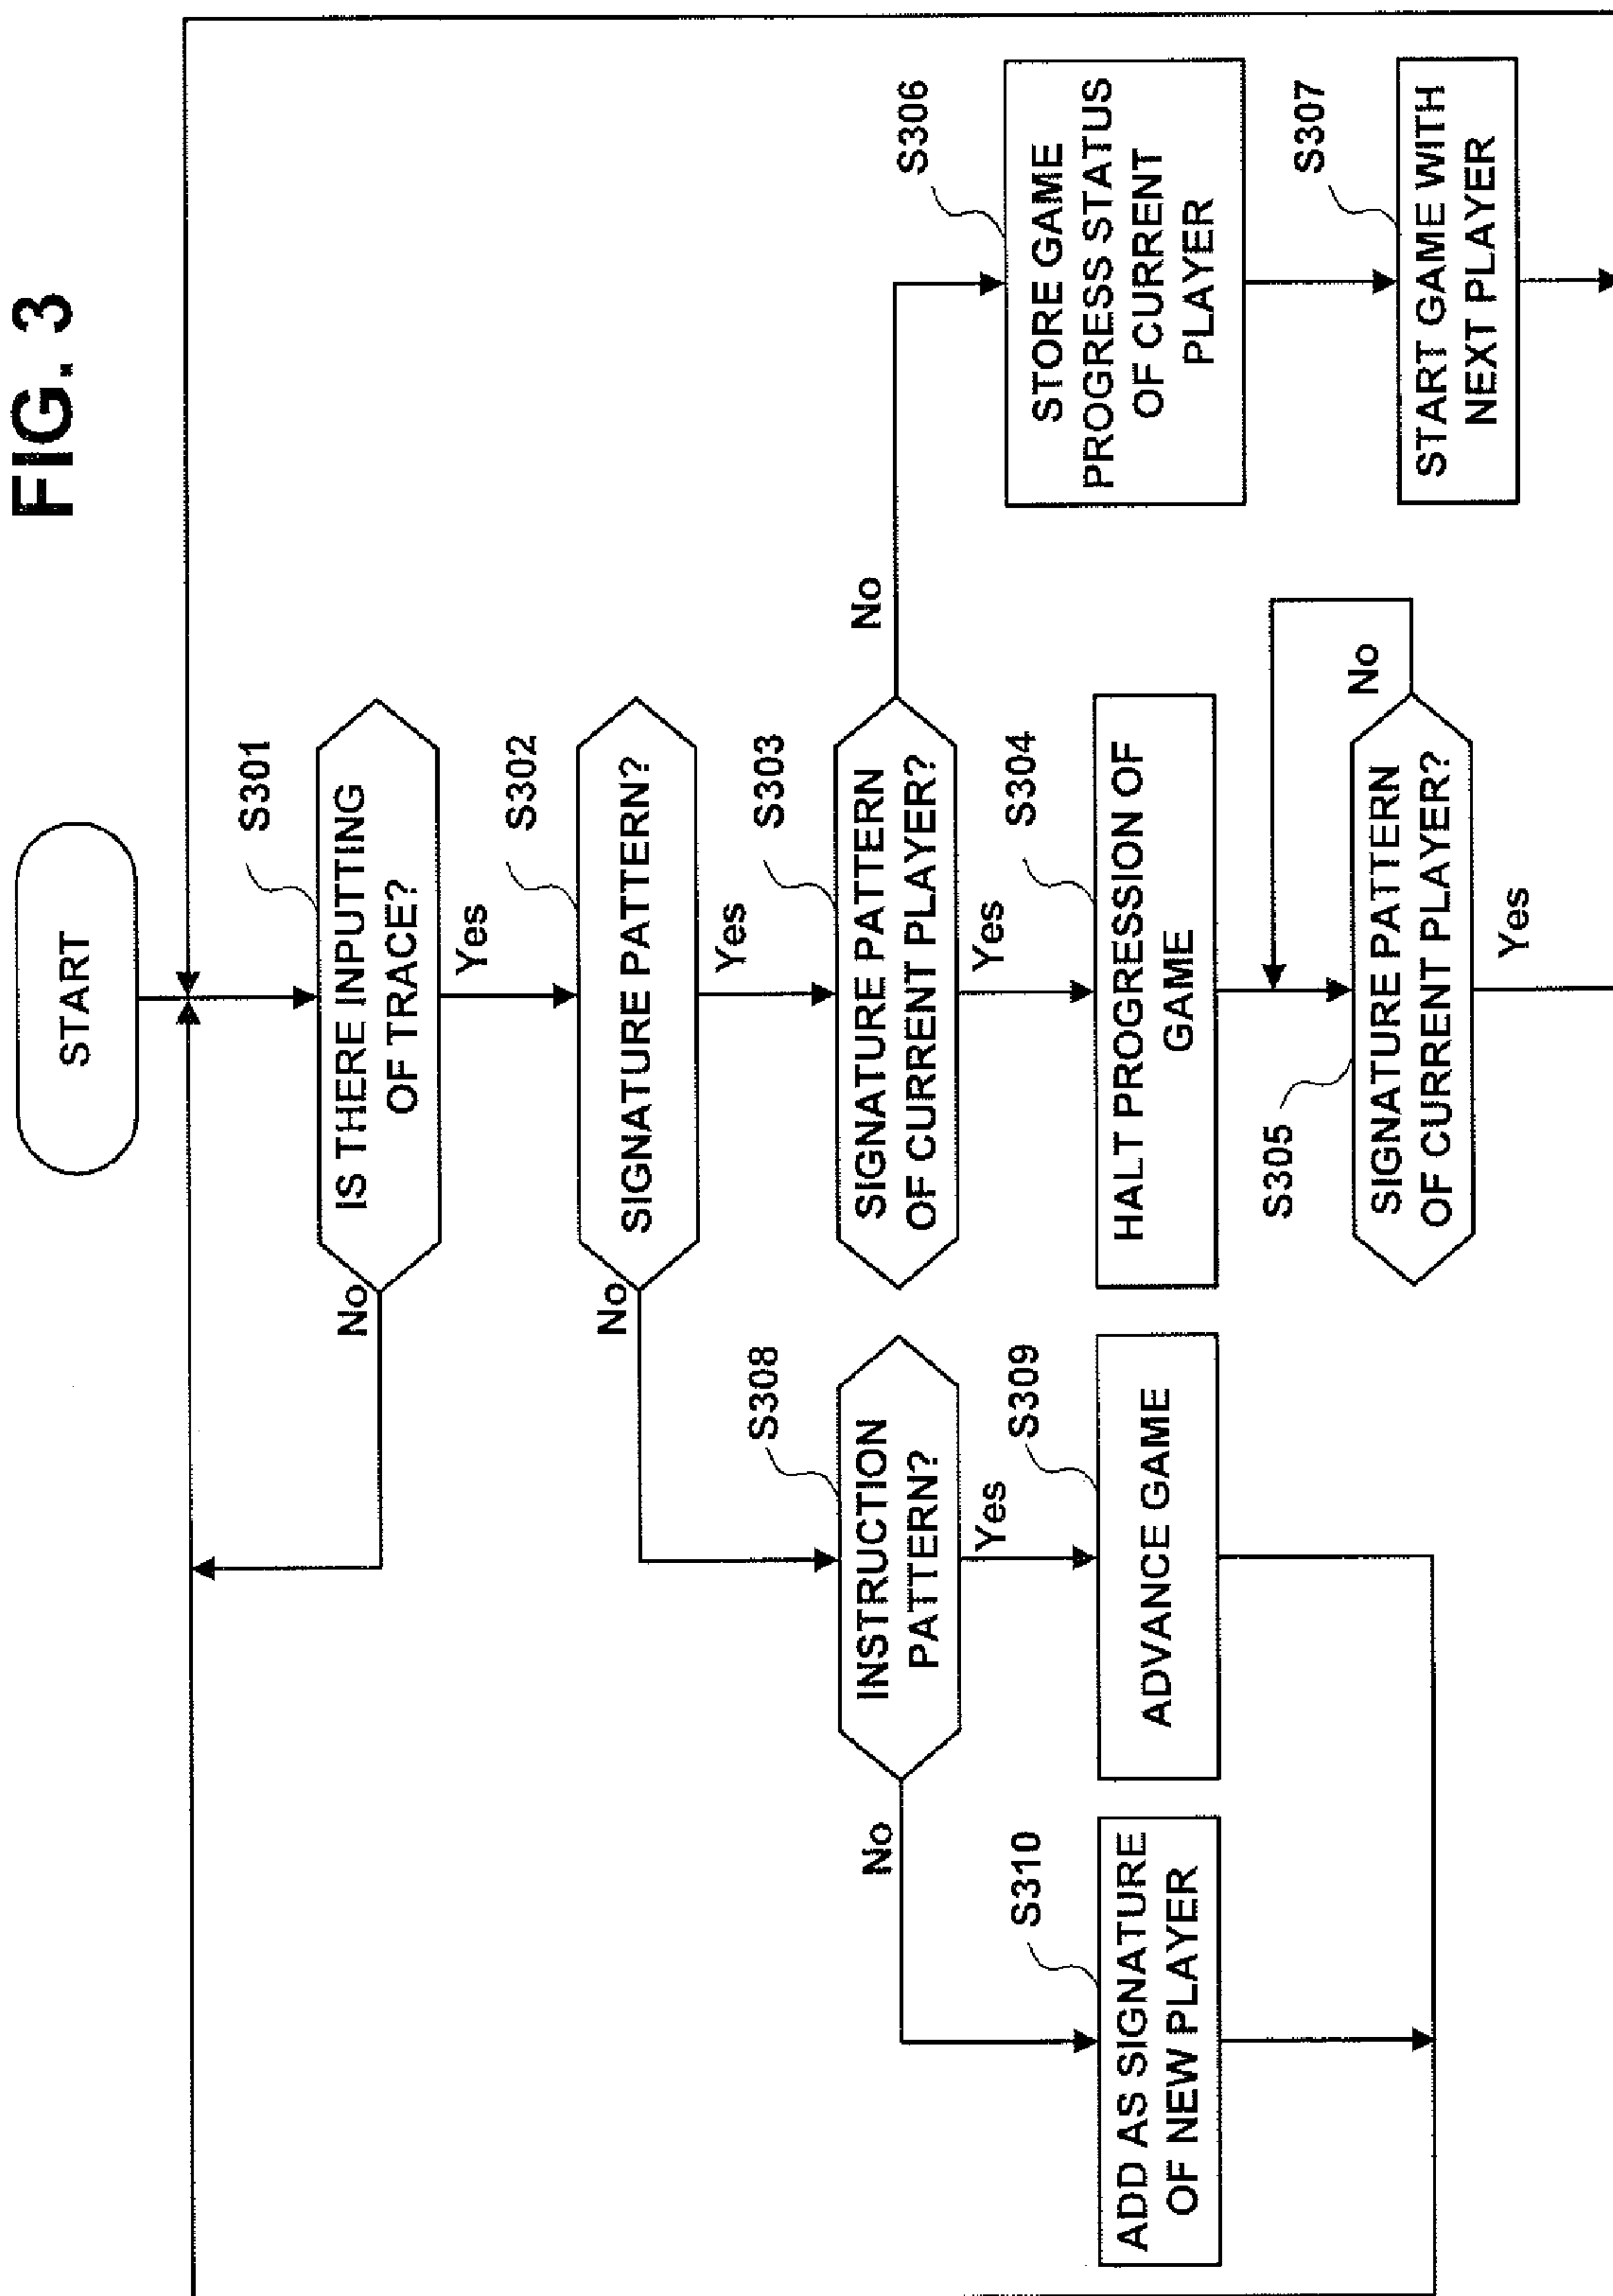 FIG. 3
START
S301
IS THERE INPUTTING
OF TRACE?
No
Yes
S302
SIGNATURE PATTERN?
No
Yes
S303
SIGNATURE PATTERN
OF CURRENT PLAYER?
No
Yes
S304
HALT PROGRESSION OF
GAME
S305
SIGNATURE PATTERN
OF CURRENT PLAYER?
No
Yes
S306
STORE GAME
PROGRESS STATUS
OF CURRENT
PLAYER
S307
START GAME WITH
NEXT PLAYER
S308
INSTRUCTION
PATTERN?
No
Yes
S309
ADVANCE GAME
S310
ADD AS SIGNATURE
OF NEW PLAYER